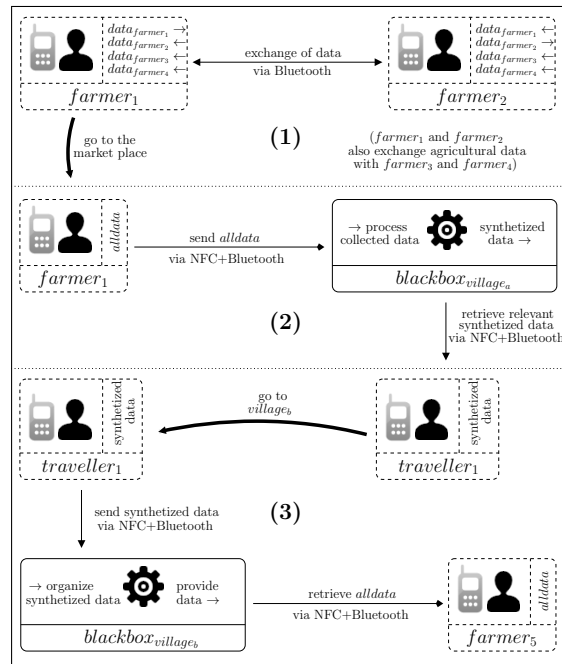 data_farmer₁ →
data_farmer₂ ←
data_farmer₃ ←
data_farmer₄ ←
farmer₁
exchange of data
via Bluetooth
data_farmer₁ ←
data_farmer₂ →
data_farmer₃ ←
data_farmer₄ ←
farmer₂
go to the
market place
(1)
(farmer₁ and farmer₂
also exchange agricultural data
with farmer₃ and farmer₄)
alldata
farmer₁
send alldata
via NFC+Bluetooth
→ process
collected data
synthetized
data →
blackbox_village_a
(2)
retrieve relevant
synthetized data
via NFC+Bluetooth
synthetized
data
traveller₁
go to
village_b
synthetized
data
traveller₁
send synthetized data
via NFC+Bluetooth
(3)
→ organize
synthetized data
provide
data →
blackbox_village_b
retrieve alldata
via NFC+Bluetooth
alldata
farmer₅